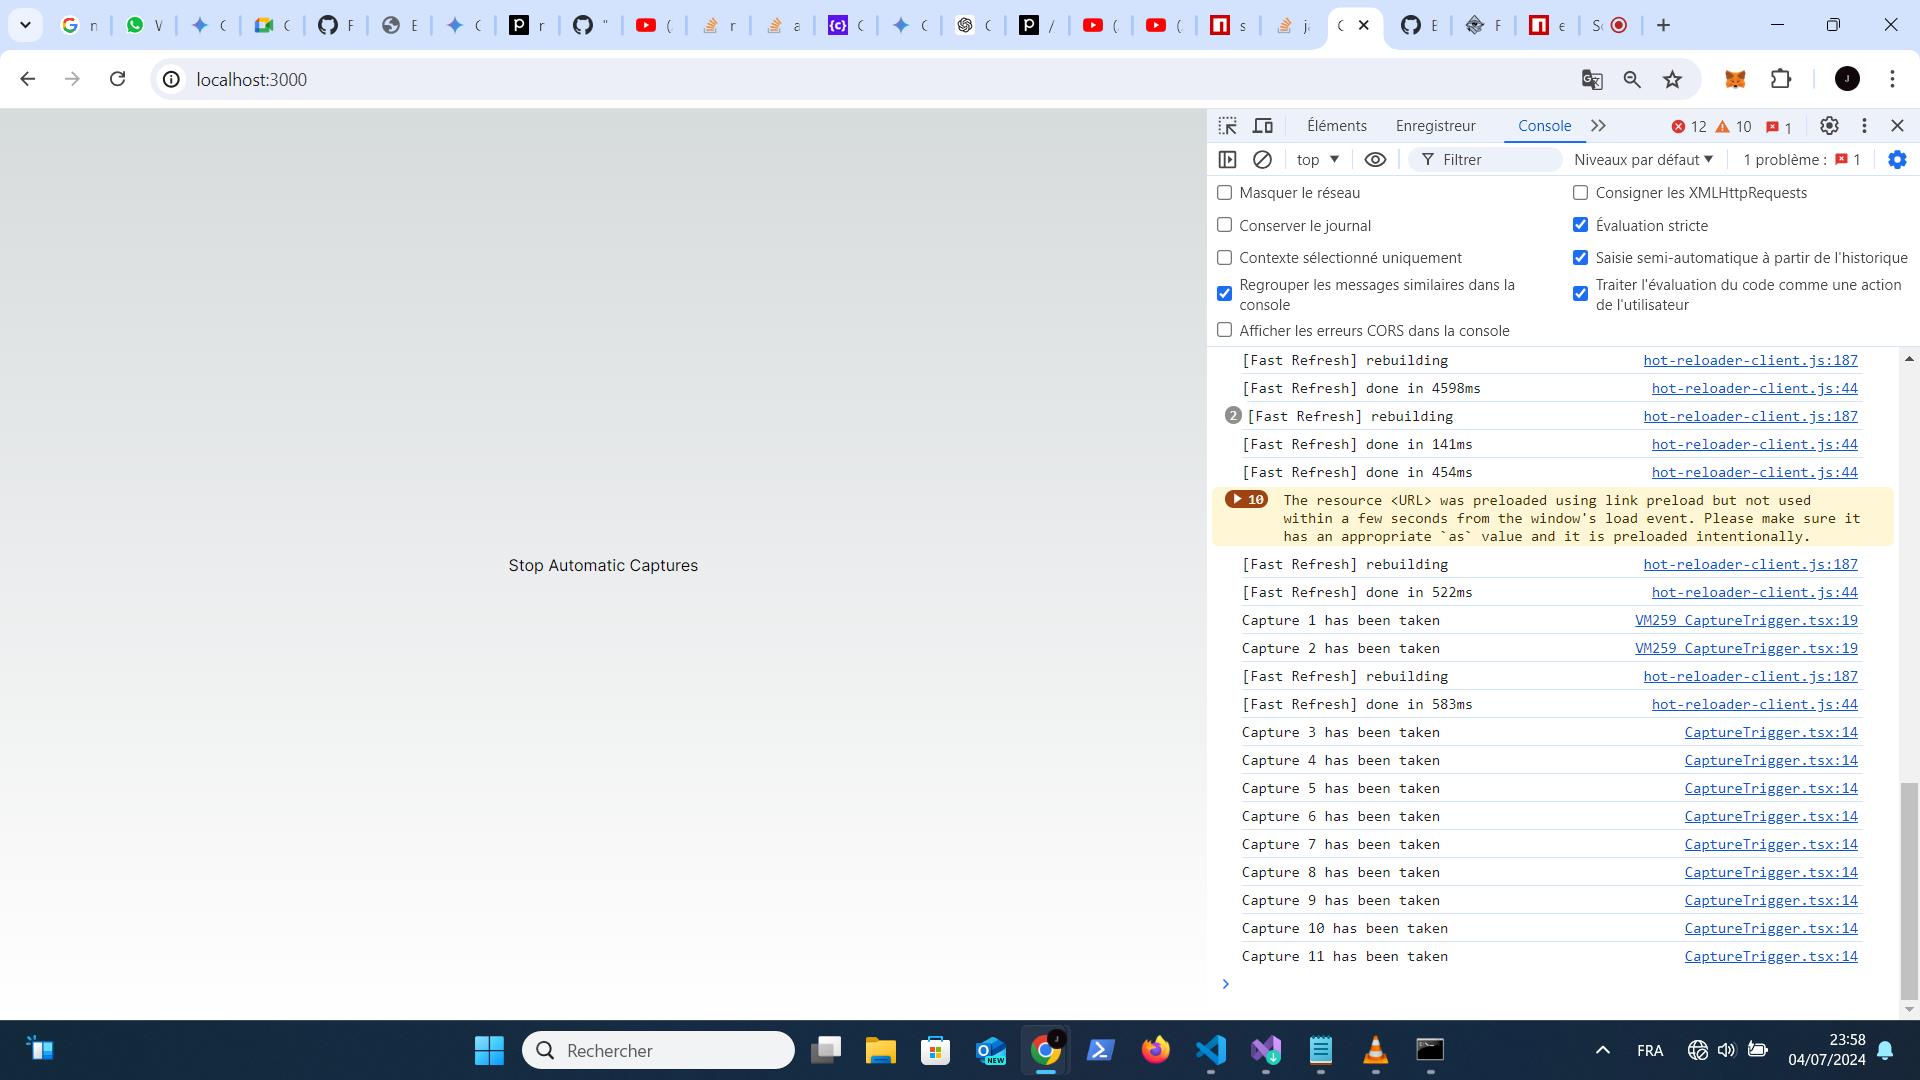 localhost:3000
Éléments
Enregistreur
Console
12
10
1
top
Filtrer
Niveaux par défaut
1 problème :
1
Masquer le réseau
Consigner les XMLHttpRequests
Conserver le journal
Évaluation stricte
Contexte sélectionné uniquement
Saisie semi-automatique à partir de l'historique
Regrouper les messages similaires dans la
console
Traiter l'évaluation du code comme une action
de l'utilisateur
Afficher les erreurs CORS dans la console
[Fast Refresh] rebuilding hot-reloader-client.js:187
[Fast Refresh] done in 4598ms hot-reloader-client.js:44
2 [Fast Refresh] rebuilding hot-reloader-client.js:187
[Fast Refresh] done in 141ms hot-reloader-client.js:44
[Fast Refresh] done in 454ms hot-reloader-client.js:44
10 The resource <URL> was preloaded using link preload but not used
within a few seconds from the window's load event. Please make sure it
has an appropriate `as` value and it is preloaded intentionally.
[Fast Refresh] rebuilding hot-reloader-client.js:187
[Fast Refresh] done in 522ms hot-reloader-client.js:44
Capture 1 has been taken VM259 CaptureTrigger.tsx:19
Capture 2 has been taken VM259 CaptureTrigger.tsx:19
[Fast Refresh] rebuilding hot-reloader-client.js:187
[Fast Refresh] done in 583ms hot-reloader-client.js:44
Capture 3 has been taken CaptureTrigger.tsx:14
Capture 4 has been taken CaptureTrigger.tsx:14
Capture 5 has been taken CaptureTrigger.tsx:14
Capture 6 has been taken CaptureTrigger.tsx:14
Capture 7 has been taken CaptureTrigger.tsx:14
Capture 8 has been taken CaptureTrigger.tsx:14
Capture 9 has been taken CaptureTrigger.tsx:14
Capture 10 has been taken CaptureTrigger.tsx:14
Capture 11 has been taken CaptureTrigger.tsx:14
Stop Automatic Captures
Rechercher
NEW
FRA
23:58
04/07/2024